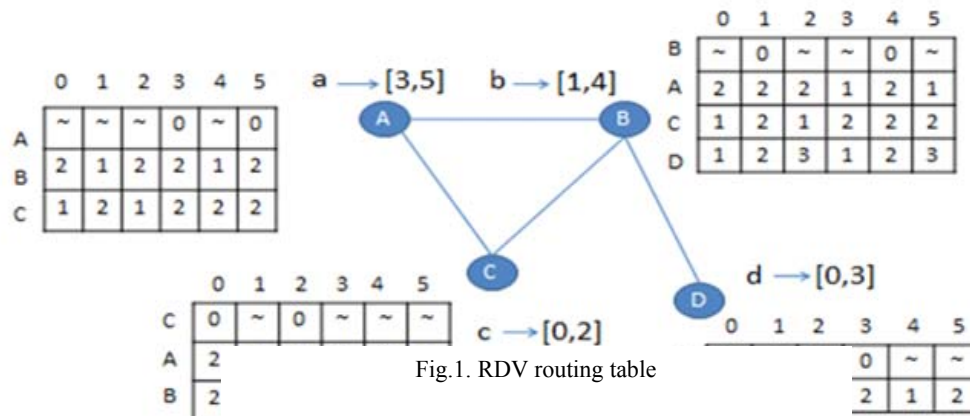 0 1 2 3 4 5
B ~ 0 ~ ~ 0 ~
A 2 2 2 1 2 1
C 1 2 1 2 2 2
D 1 2 3 1 2 3
a → [3,5] b → [1,4]
0 1 2 3 4 5
A ~ ~ ~ 0 ~ 0
B 2 1 2 2 1 2
C 1 2 1 2 2 2
A
B
C
D
d → [0,3]
0 1 2 3 4 5
C 0 ~ 0 ~ ~ ~
A 2
B 2
c → [0,2]
0 1 2 3 4 5
0 ~ ~
2 1 2
Fig.1. RDV routing table